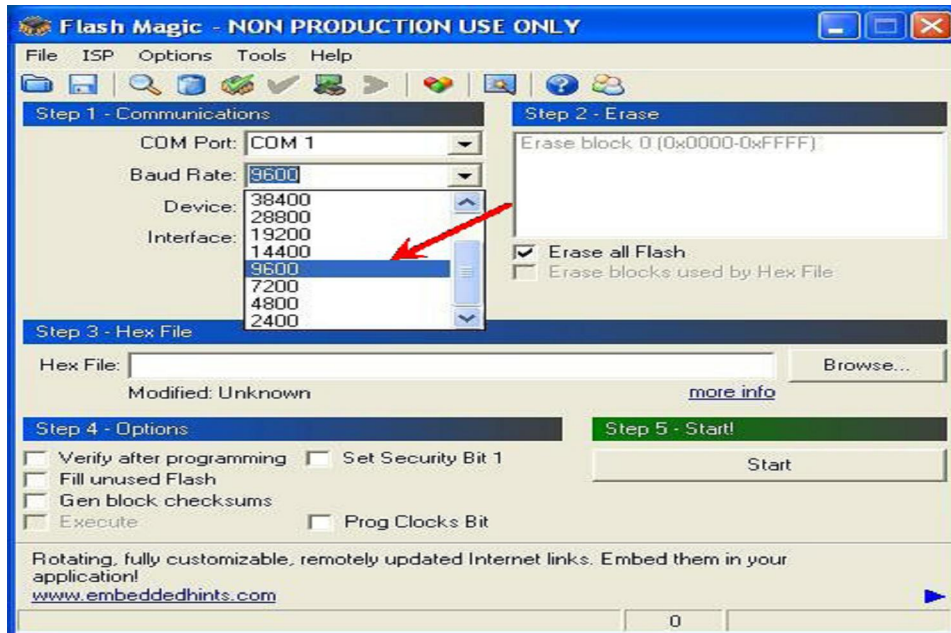 Flash Magic - NON PRODUCTION USE ONLY
File ISP Options Tools Help
Step 1 - Communications
COM Port: COM 1
Baud Rate: 9600
Device:
Interface:
38400
28800
19200
14400
9600
7200
4800
2400
Step 2 - Erase
Erase block 0 (0x0000-0xFFFF)
Erase all Flash
Erase blocks used by Hex File
Step 3 - Hex File
Hex File:
Browse...
Modified: Unknown
more info
Step 4 - Options
Verify after programming
Set Security Bit 1
Fill unused Flash
Gen block checksums
Execute
Prog Clocks Bit
Step 5 - Start!
Start
Rotating, fully customizable, remotely updated Internet links. Embed them in your
application!
www.embeddedhints.com
0